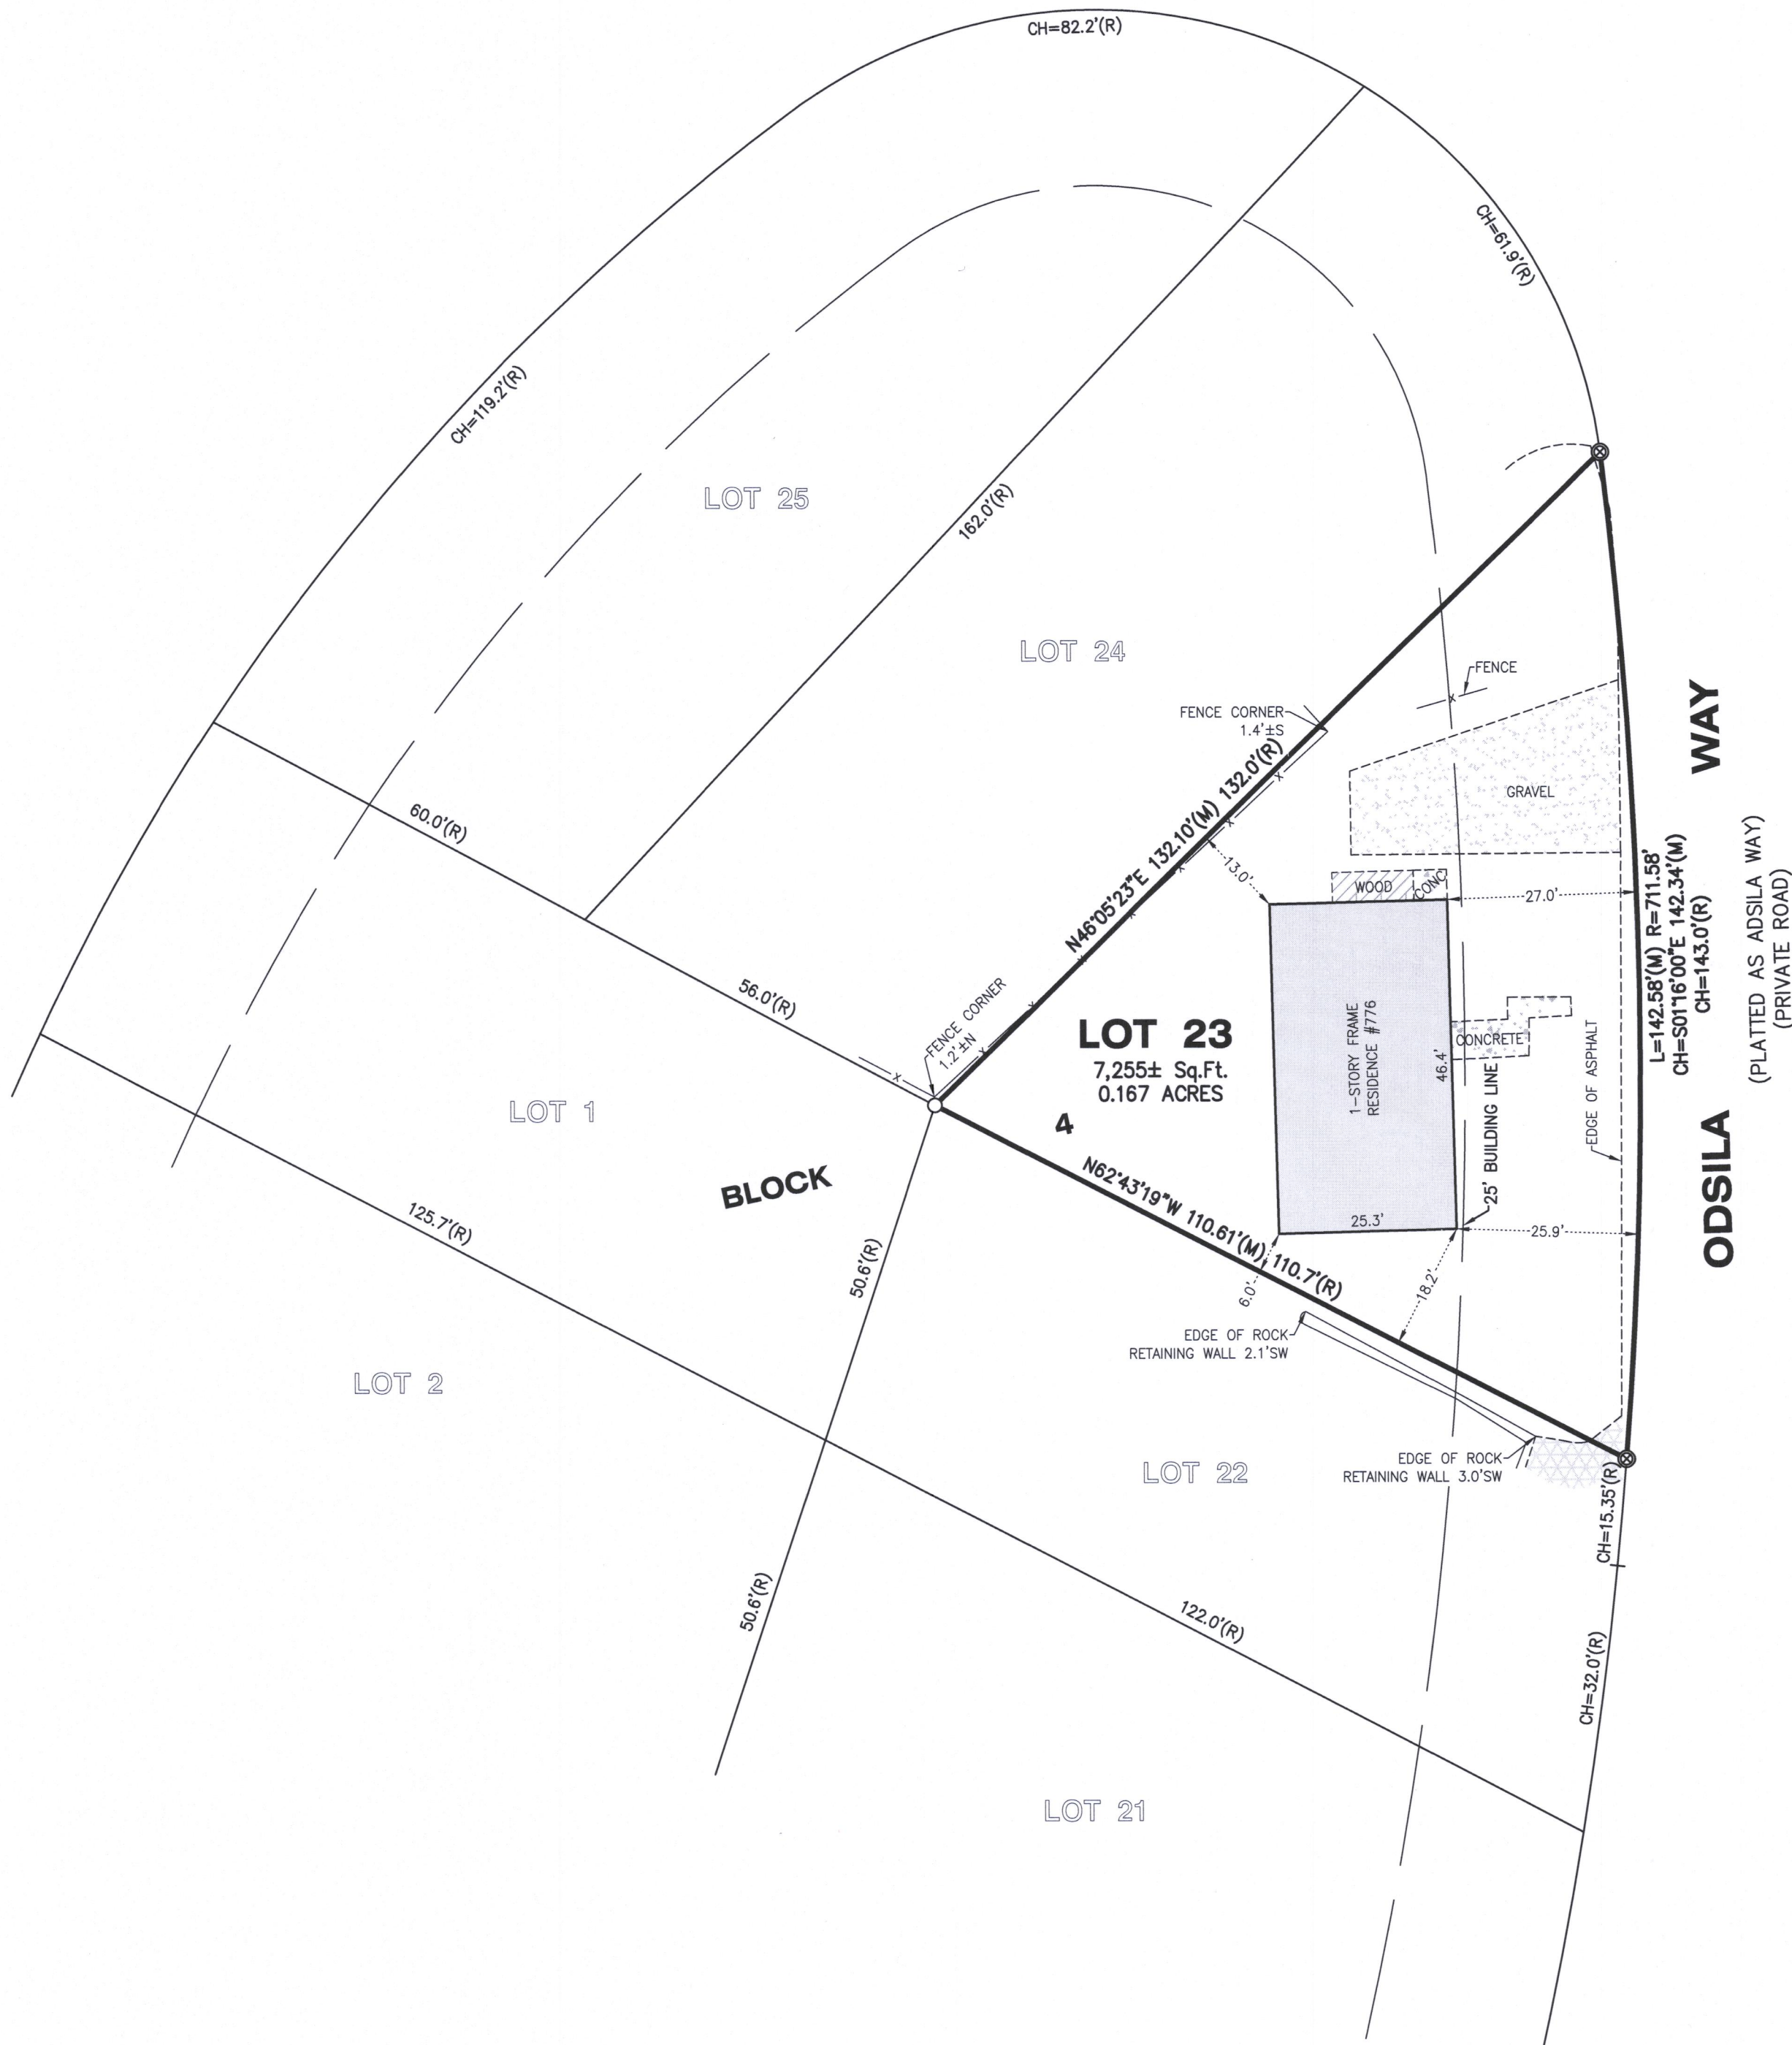 CH=82.2'(R)
CH=61.9'(R)
CH=119.2'(R)
LOT 25
162.0'(R)
LOT 24
FENCE
FENCE CORNER
1.4'±S
GRAVEL
WAY
60.0'(R)
N46°05'23"E 132.10'(M) 132.0'(R)
13.0'
WOOD
CONC
27.0'
L=142.58'(M) R=711.58'
CH=S01°16'00"E 142.34'(M)
CH=143.0'(R)
(PLATTED AS ADSILA WAY)
(PRIVATE ROAD)
56.0'(R)
FENCE CORNER
1.2'±N
LOT 23
7,255± Sq.Ft.
0.167 ACRES
1-STORY FRAME
RESIDENCE #776
46.4'
CONCRETE
EDGE OF ASPHALT
LOT 1
4
25' BUILDING LINE
BLOCK
N62°43'19"W 110.61'(M) 110.7'(R)
25.3'
25.9'
ODSILA
125.7'(R)
50.6'(R)
6.0'
18.2'
EDGE OF ROCK
RETAINING WALL 2.1'SW
LOT 2
LOT 22
EDGE OF ROCK
RETAINING WALL 3.0'SW
CH=15.35'(R)
50.6'(R)
122.0'(R)
CH=32.0'(R)
LOT 21